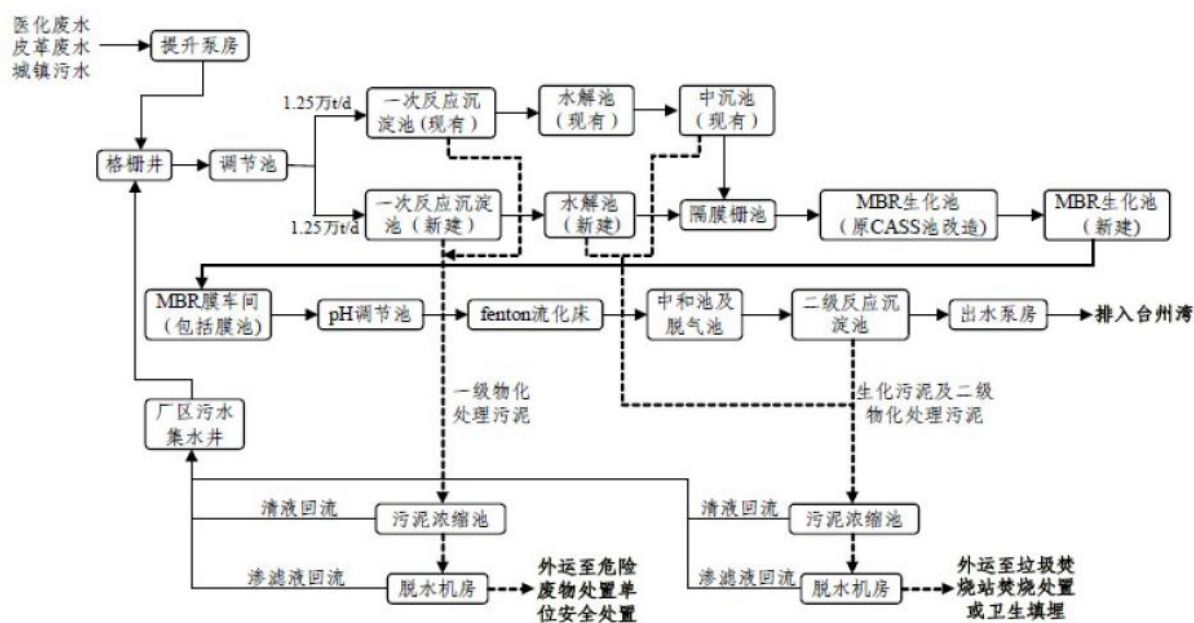 医化废水
皮革废水
城镇污水
提升泵房
格栅井
调节池
1.25万t/d
一次反应沉
淀池(现有)
水解池
(现有)
中沉池
(现有)
1.25万t/d
一次反应沉淀
池（新建）
水解池
(新建)
隔膜栅池
MBR生化池
（原CASS池改造）
MBR生化池
(新建)
MBR膜车间
（包括膜池）
pH调节池
fenton流化床
中和池及
脱气池
二级反应沉
淀池
出水泵房
排入台州湾
一级物化
处理污泥
生化污泥及二级
物化处理污泥
厂区污水
集水井
清液回流
污泥浓缩池
清液回流
污泥浓缩池
渗滤液回流
脱水机房
外运至危险
废物处置单
位安全处置
渗滤液回流
脱水机房
外运至垃圾焚
烧站焚烧处置
或卫生填埋